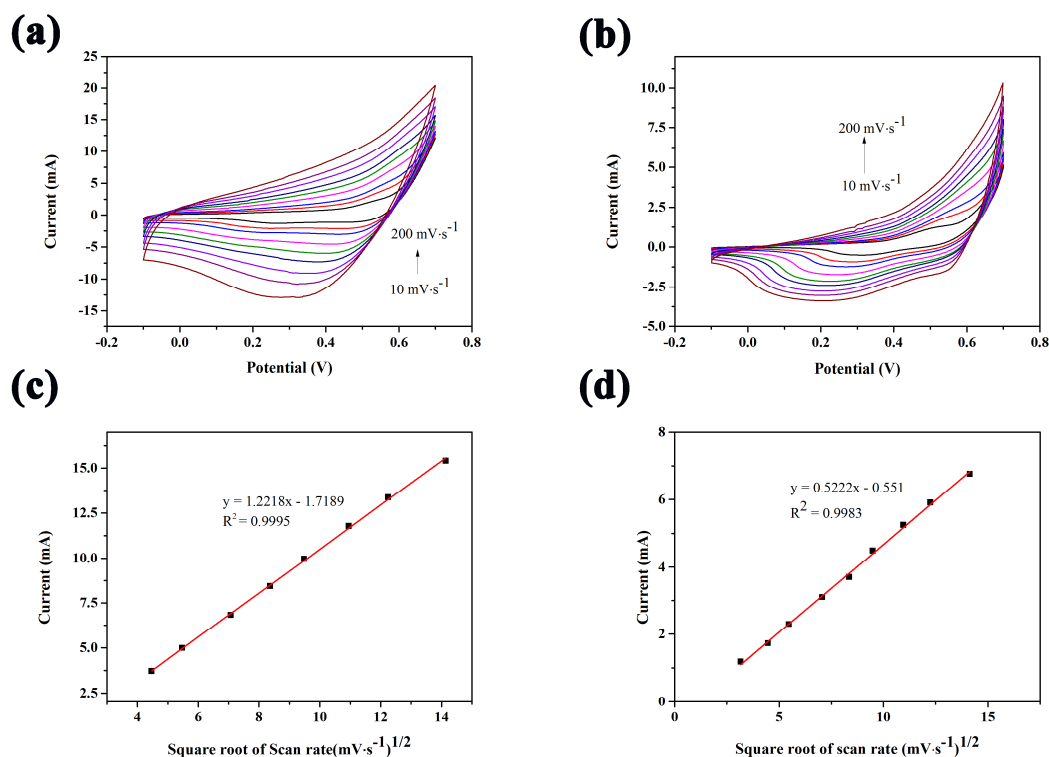 (a)
25
20
15
10
5
0
-5
-10
-15
-0.2 0.0 0.2 0.4 0.6 0.8
Current (mA)
Potential (V)
200 mV·s-1
10 mV·s-1
(b)
10.0
7.5
5.0
2.5
0.0
-2.5
-5.0
-0.2 0.0 0.2 0.4 0.6 0.8
Current (mA)
Potential (V)
200 mV·s-1
10 mV·s-1
(c)
15.0
12.5
10.0
7.5
5.0
2.5
4 6 8 10 12 14
Current (mA)
Square root of Scan rate(mV·s-1)1/2
y = 1.2218x - 1.7189
R2 = 0.9995
(d)
8
6
4
2
0
0 5 10 15
Current (mA)
Square root of scan rate (mV·s-1)1/2
y = 0.5222x - 0.551
R2 = 0.9983